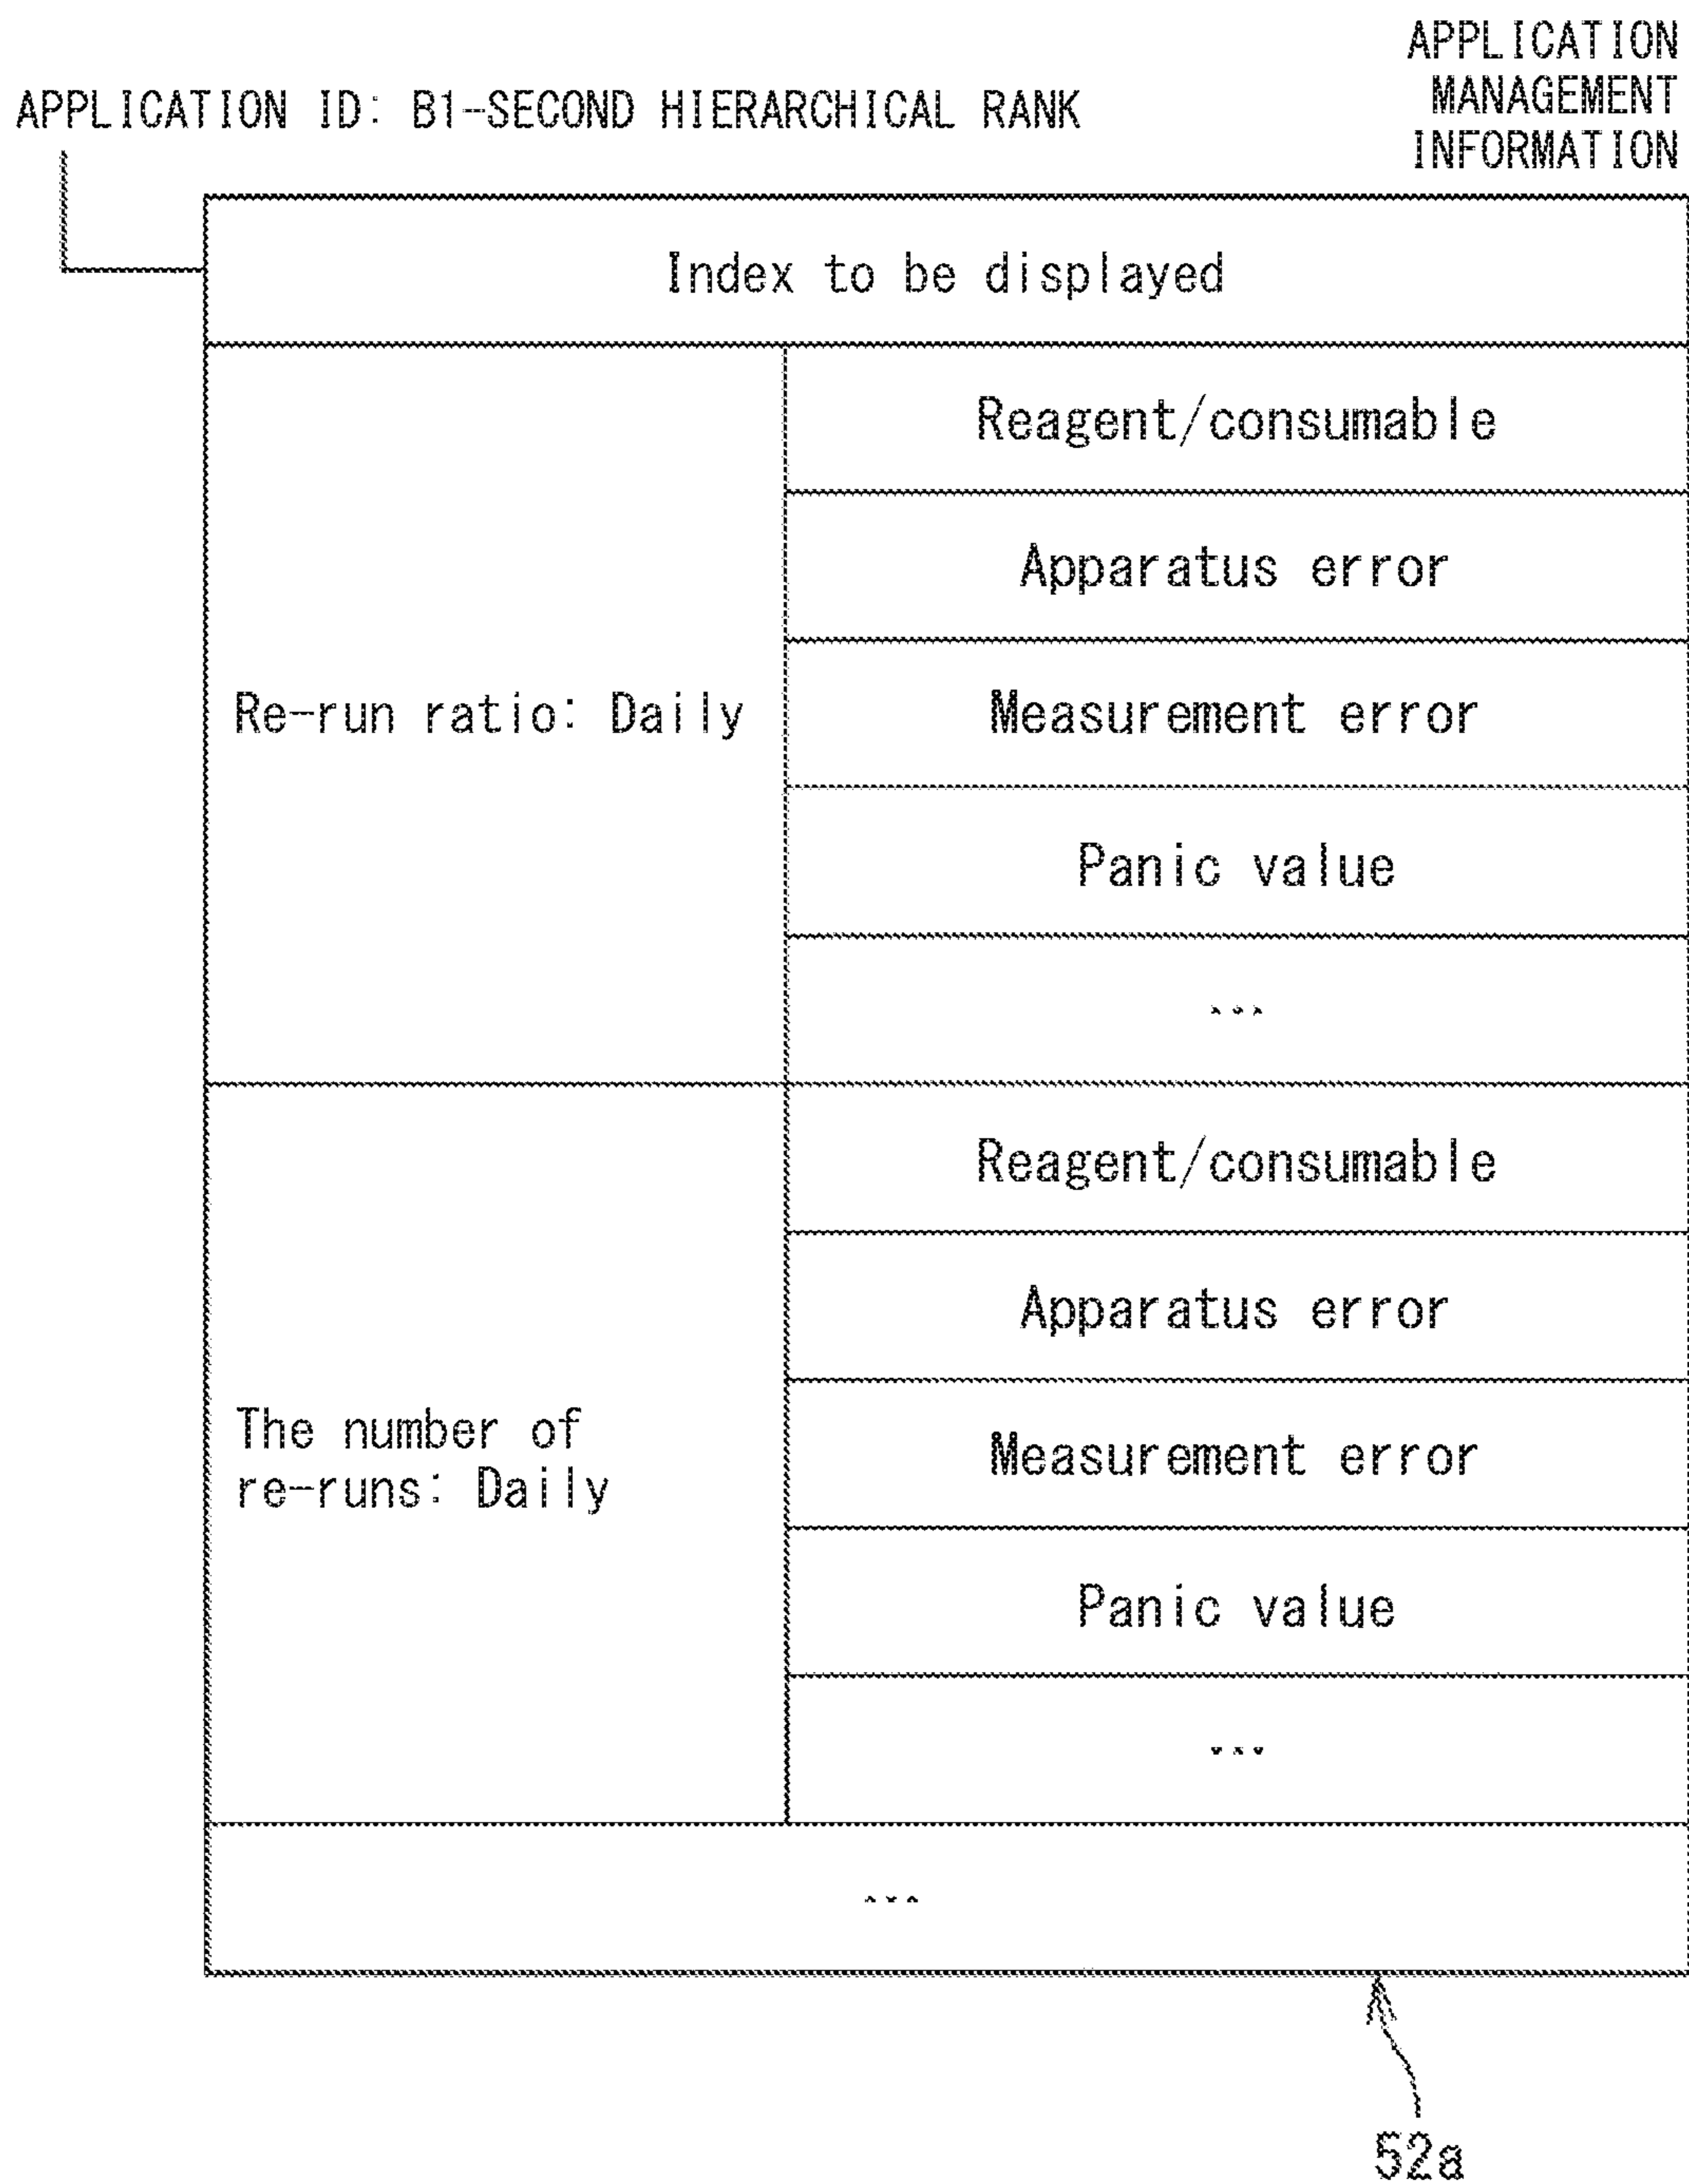 APPLICATION
MANAGEMENT
INFORMATION
APPLICATION ID: B1-SECOND HIERARCHICAL RANK
Index to be displayed
Re-run ratio: Daily
Reagent/consumable
Apparatus error
Measurement error
Panic value
...
The number of
re-runs: Daily
Reagent/consumable
Apparatus error
Measurement error
Panic value
...
...
52a